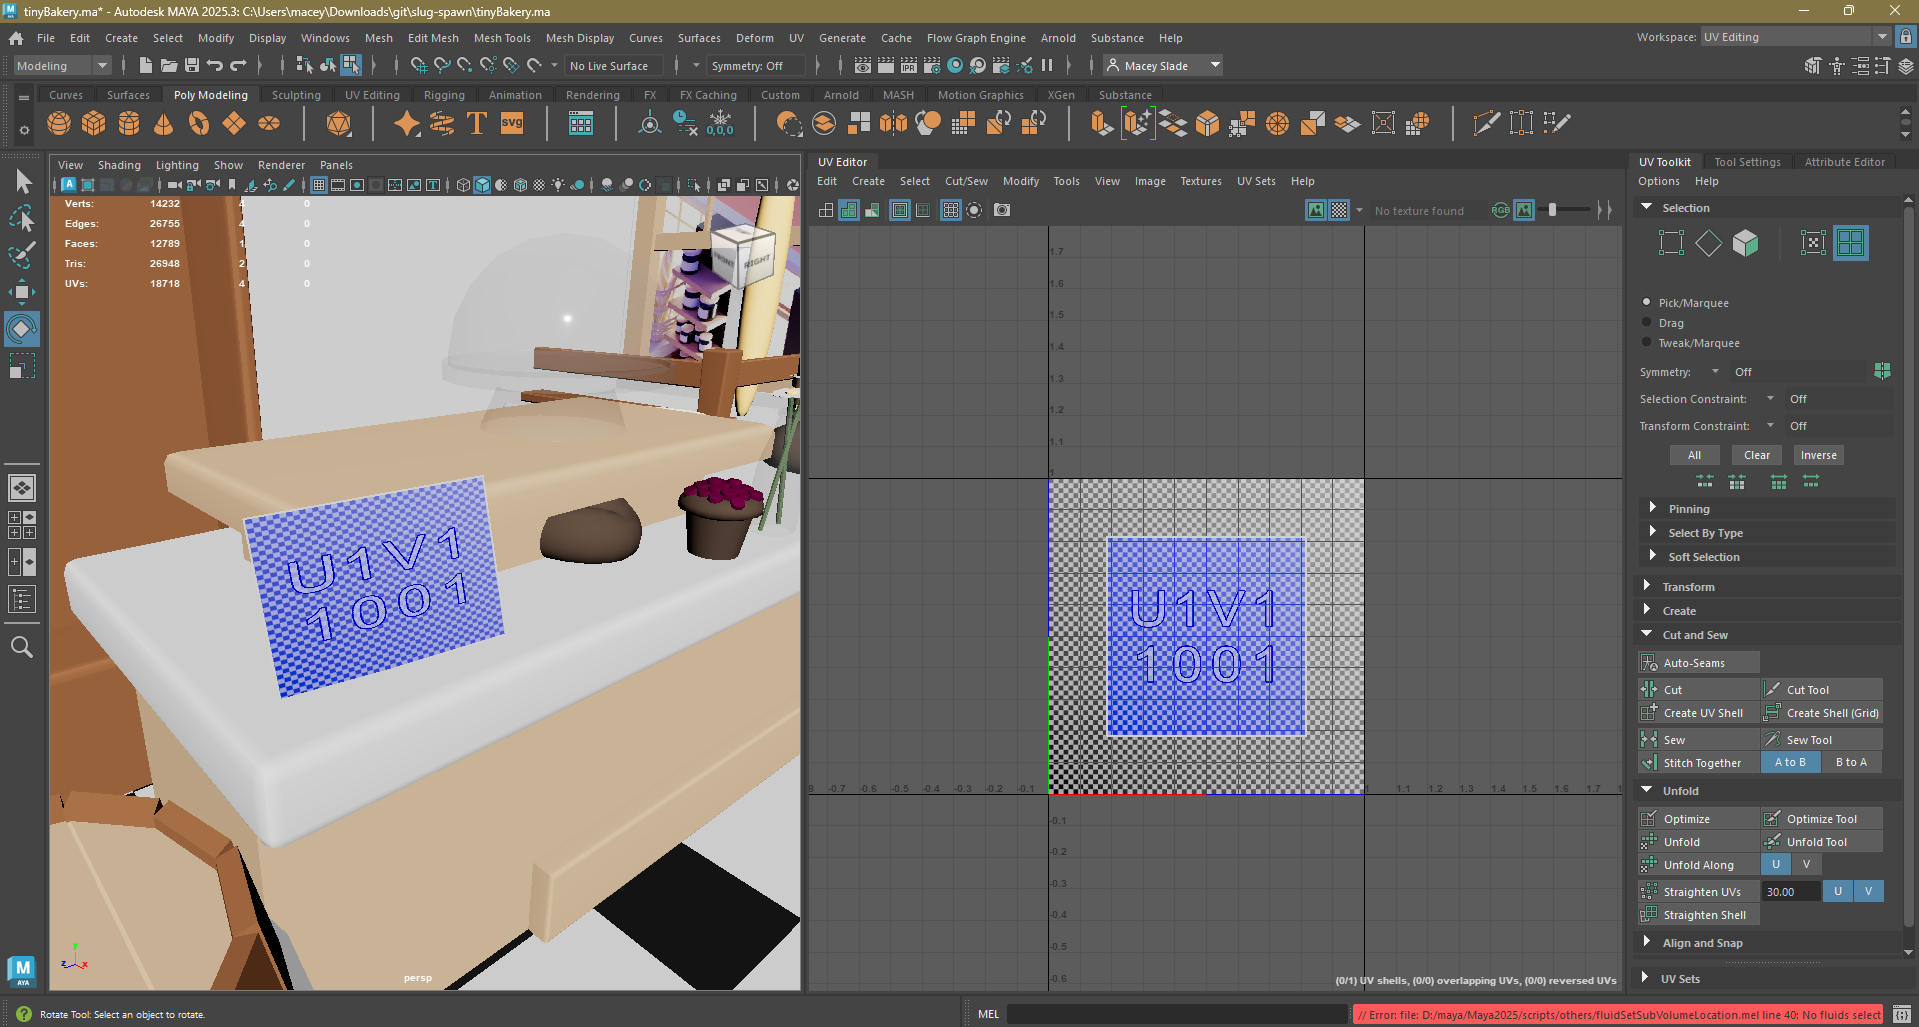 tinyBakery.ma* - Autodesk MAYA 2025.3: C:\Users\macey\Downloads\git\slug-spawn\tinyBakery.ma
File Edit Create Select Modify Display Windows Mesh Edit Mesh Mesh Tools Mesh Display Curves Surfaces Deform UV Generate Cache Flow Graph Engine Arnold Substance Help
Workspace: UV Editing
Modeling
No Live Surface
Symmetry: Off
IPR
Macey Slade
Curves Surfaces Poly Modeling Sculpting UV Editing Rigging Animation Rendering FX FX Caching Custom Arnold MASH Motion Graphics XGen Substance
T
svg
0,0,0
View Shading Lighting Show Renderer Panels
Verts: 14232 4 0
Edges: 26755 4 0
Faces: 12789 1 0
Tris: 26948 2 0
UVs: 18718 4 0
FRONT RIGHT
U1V1
1001
y
z x
persp
UV Editor
Edit Create Select Cut/Sew Modify Tools View Image Textures UV Sets Help
No texture found
RGB
1.7
1.6
1.5
1.4
1.3
1.2
1.1
1
U1V1
1001
8 -0.7 -0.6 -0.5 -0.4 -0.3 -0.2 -0.1 1 1.1 1.2 1.3 1.4 1.5 1.6 1.7 1
-0.1
-0.2
-0.3
-0.4
-0.5
-0.6
(0/1) UV shells, (0/0) overlapping UVs, (0/0) reversed UVs
UV Toolkit Tool Settings Attribute Editor
Options Help
Selection
Pick/Marquee
Drag
Tweak/Marquee
Symmetry: Off
Selection Constraint: Off
Transform Constraint: Off
All Clear Inverse
Pinning
Select By Type
Soft Selection
Transform
Create
Cut and Sew
Auto-Seams
Cut Cut Tool
Create UV Shell Create Shell (Grid)
Sew Sew Tool
Stitch Together A to B B to A
Unfold
Optimize Optimize Tool
Unfold Unfold Tool
Unfold Along U V
Straighten UVs 30.00 U V
Straighten Shell
Align and Snap
UV Sets
M
AYA
Rotate Tool: Select an object to rotate.
MEL
// Error: file: D:/maya/Maya2025/scripts/others/fluidSetSubVolumeLocation.mel line 40: No fluids select